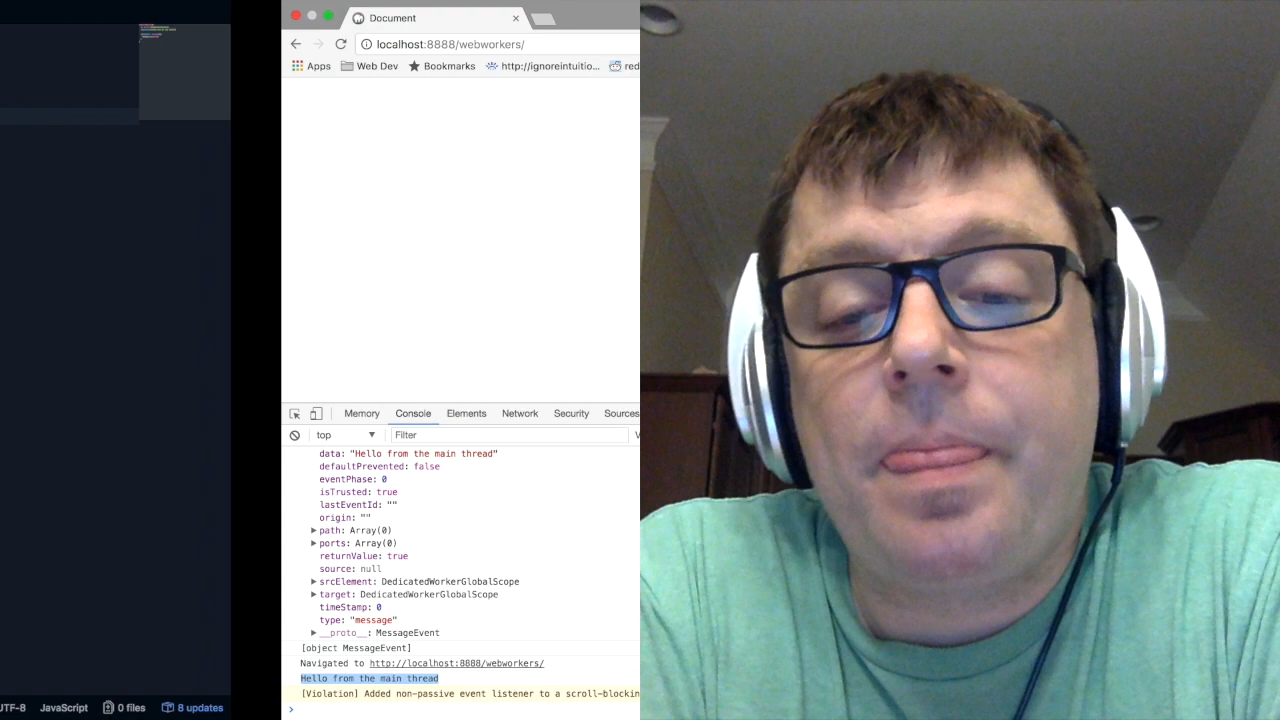 Document
localhost:8888/webworkers/
Apps Web Dev Bookmarks http://ignoreintuitio... red
Memory Console Elements Network Security Sources
top Filter
data: "Hello from the main thread"
defaultPrevented: false
eventPhase: 0
isTrusted: true
lastEventId: ""
origin: ""
path: Array(0)
ports: Array(0)
returnValue: true
source: null
srcElement: DedicatedWorkerGlobalScope
target: DedicatedWorkerGlobalScope
timeStamp: 0
type: "message"
__proto__: MessageEvent
[object MessageEvent]
Navigated to http://localhost:8888/webworkers/
Hello from the main thread
[Violation] Added non-passive event listener to a scroll-blockin
>
UTF-8 JavaScript 0 files 8 updates